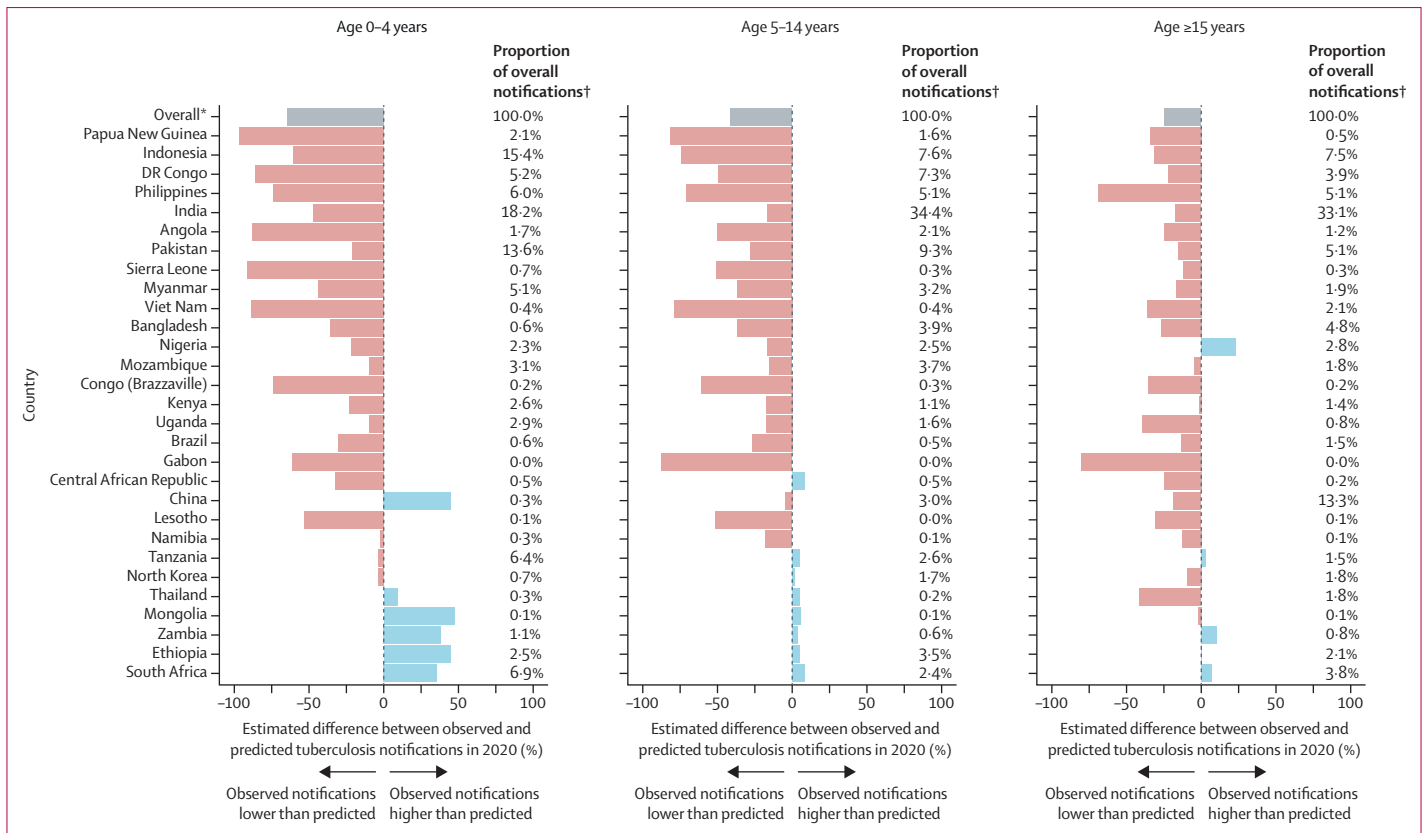 Age 0–4 years
Age 5–14 years
Age ≥15 years
Proportion
of overall
notifications†
Proportion
of overall
notifications†
Proportion
of overall
notifications†
Country
Overall* 100·0% 100·0% 100·0%
Papua New Guinea 2·1% 1·6% 0·5%
Indonesia 15·4% 7·6% 7·5%
DR Congo 5·2% 7·3% 3·9%
Philippines 6·0% 5·1% 5·1%
India 18·2% 34·4% 33·1%
Angola 1·7% 2·1% 1·2%
Pakistan 13·6% 9·3% 5·1%
Sierra Leone 0·7% 0·3% 0·3%
Myanmar 5·1% 3·2% 1·9%
Viet Nam 0·4% 0·4% 2·1%
Bangladesh 0·6% 3·9% 4·8%
Nigeria 2·3% 2·5% 2·8%
Mozambique 3·1% 3·7% 1·8%
Congo (Brazzaville) 0·2% 0·3% 0·2%
Kenya 2·6% 1·1% 1·4%
Uganda 2·9% 1·6% 0·8%
Brazil 0·6% 0·5% 1·5%
Gabon 0·0% 0·0% 0·0%
Central African Republic 0·5% 0·5% 0·2%
China 0·3% 3·0% 13·3%
Lesotho 0·1% 0·0% 0·1%
Namibia 0·3% 0·1% 0·1%
Tanzania 6·4% 2·6% 1·5%
North Korea 0·7% 1·7% 1·8%
Thailand 0·3% 0·2% 1·8%
Mongolia 0·1% 0·1% 0·1%
Zambia 1·1% 0·6% 0·8%
Ethiopia 2·5% 3·5% 2·1%
South Africa 6·9% 2·4% 3·8%
–100 –50 0 50 100
–100 –50 0 50 100
–100 –50 0 50 100
Estimated difference between observed and
predicted tuberculosis notifications in 2020 (%)
Estimated difference between observed and
predicted tuberculosis notifications in 2020 (%)
Estimated difference between observed and
predicted tuberculosis notifications in 2020 (%)
Observed notifications
lower than predicted
Observed notifications
higher than predicted
Observed notifications
lower than predicted
Observed notifications
higher than predicted
Observed notifications
lower than predicted
Observed notifications
higher than predicted